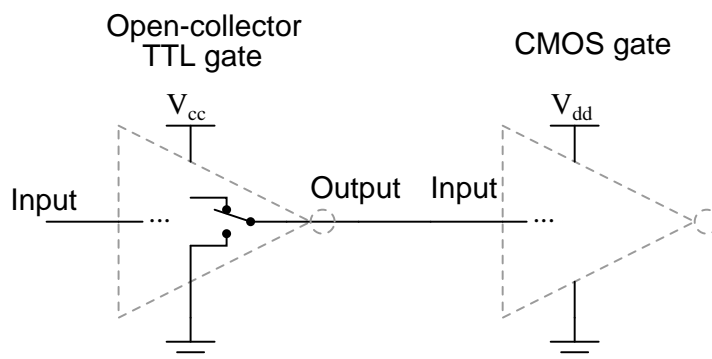 Open-collector
TTL gate
CMOS gate
Vcc
Vdd
Input
...
Output
Input
...